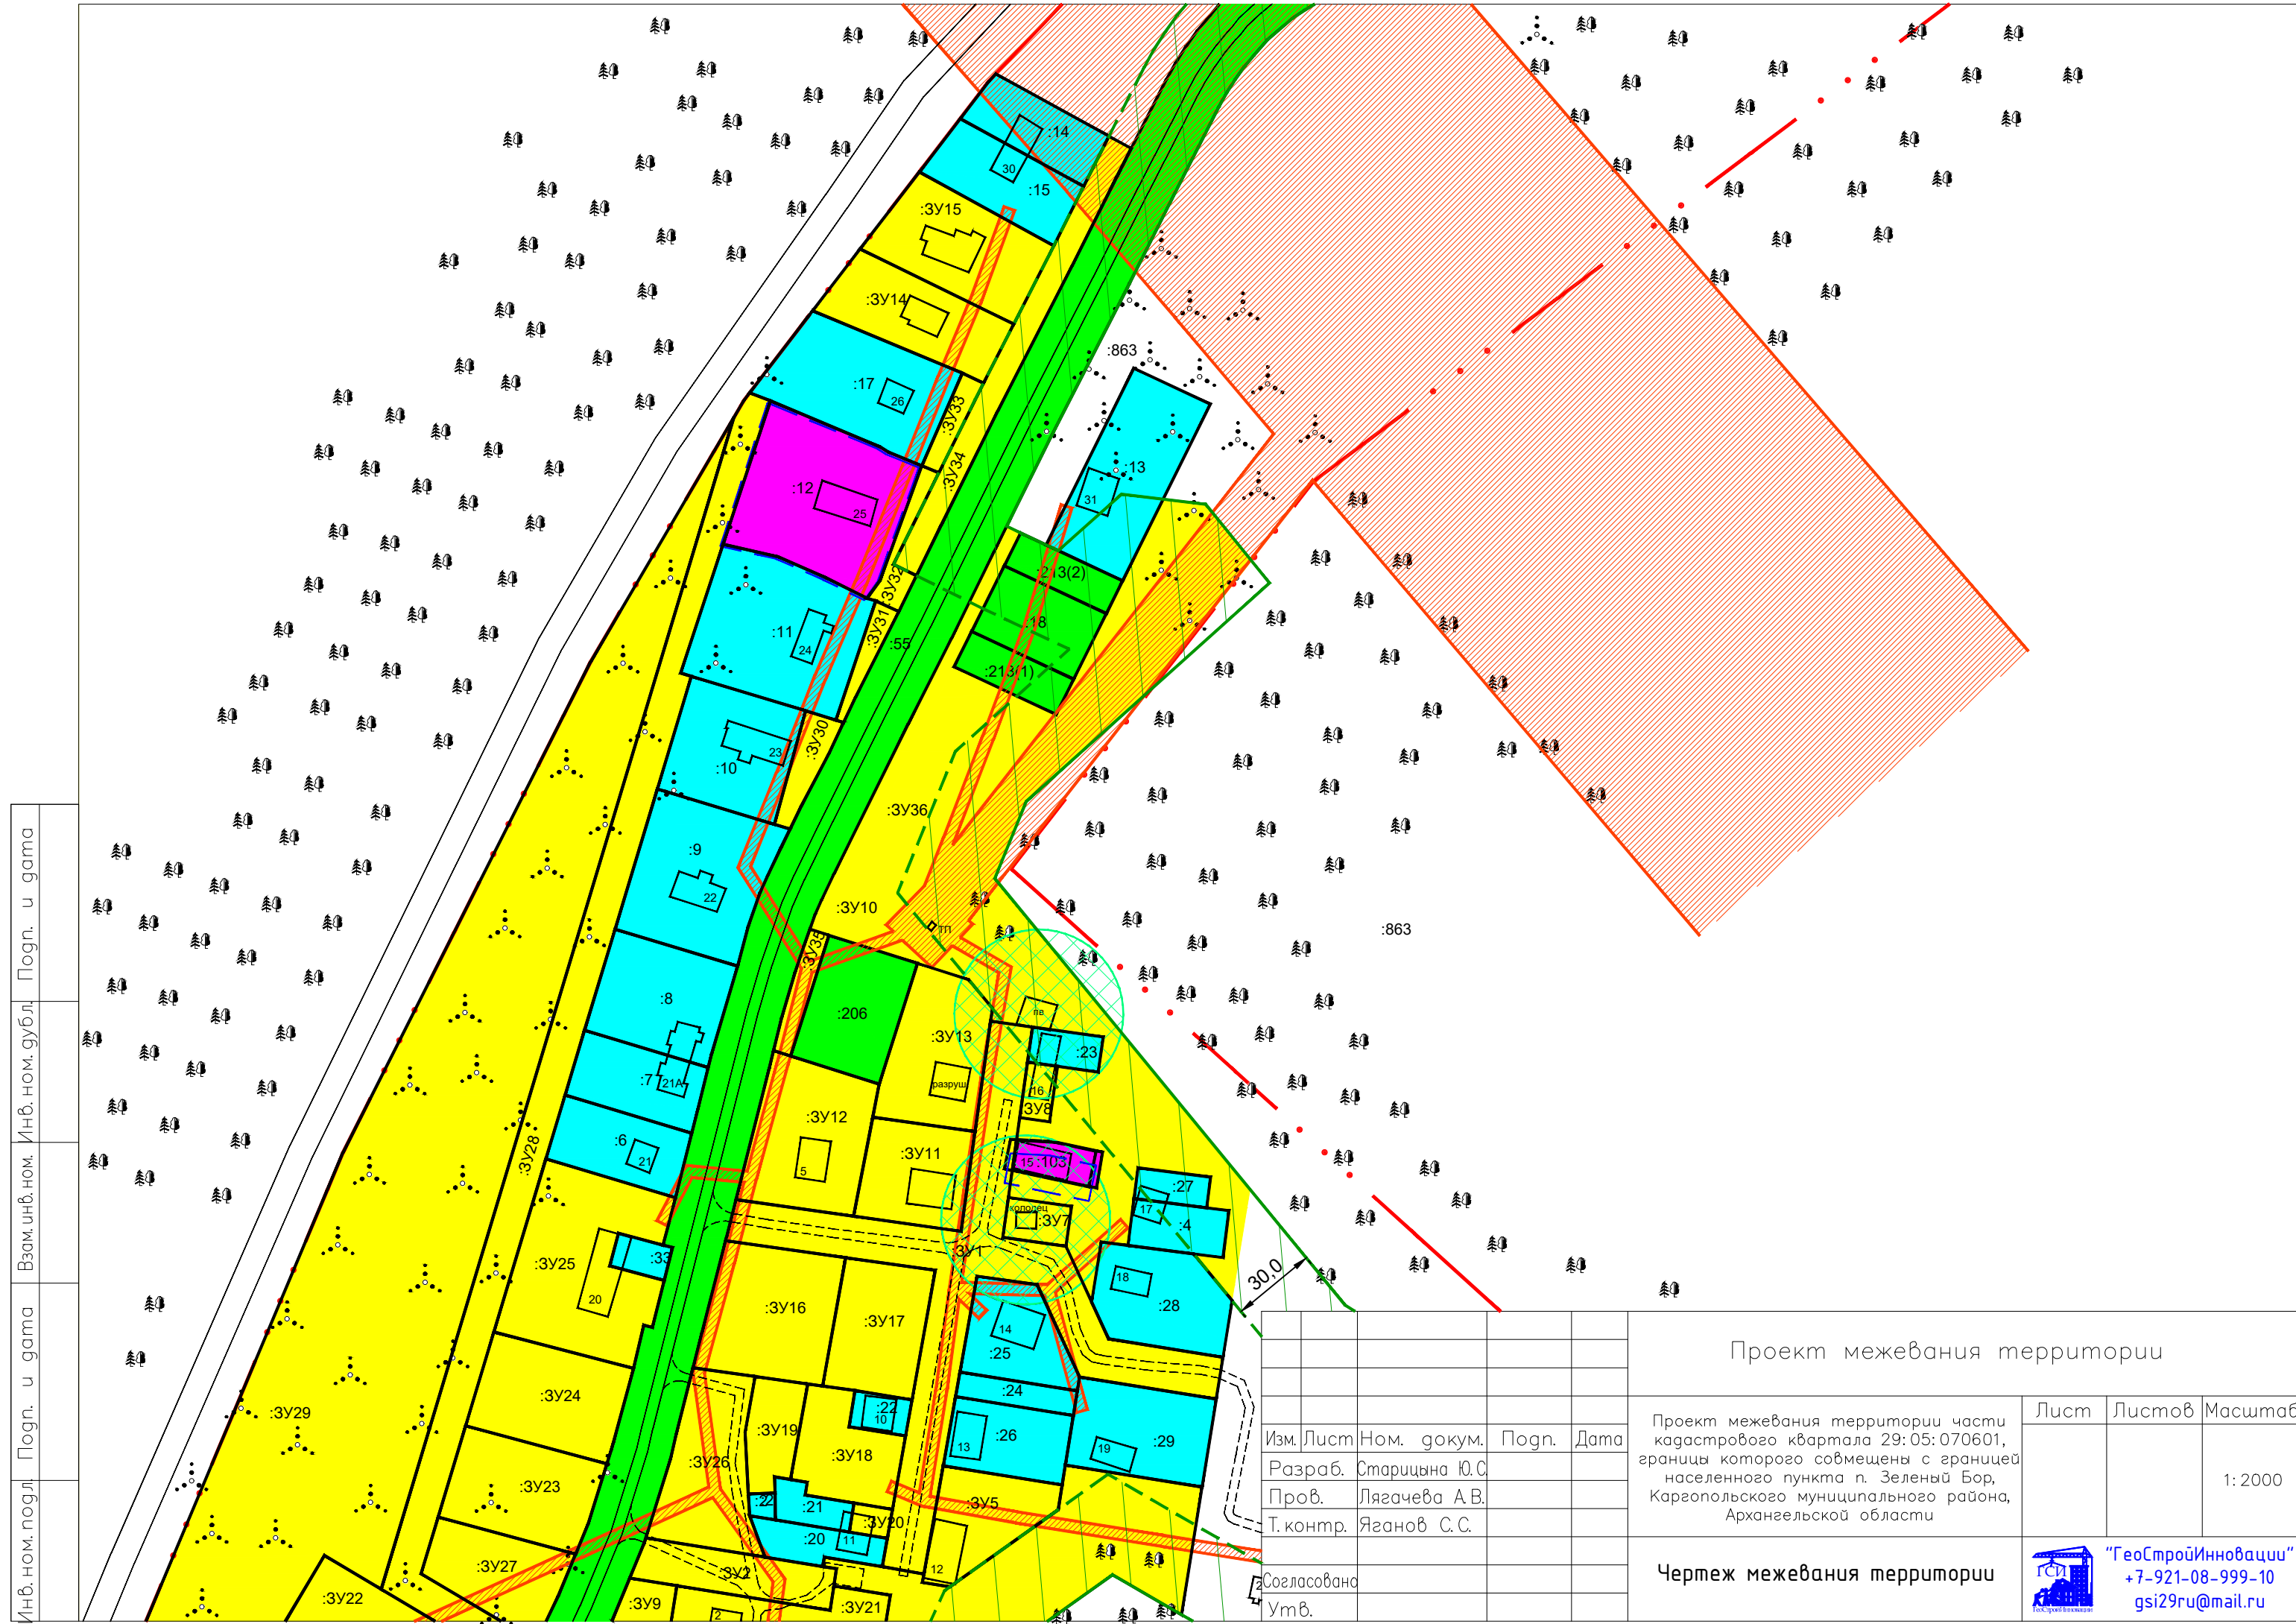 :14
30
:15
:ЗУ15
:ЗУ14
:863
:17
26
:ЗУ33
:ЗУ34
:13
31
:12
25
:213(2)
:ЗУ32
:18
:11
24
:ЗУ31
:55
:213(1)
:ЗУ30
23
:10
:ЗУ36
:9
22
:ЗУ10
ТП
:863
:ЗУ35
:8
:206
:ЗУ13
пв
:23
:7
21А
разруш
16
:ЗУ8
:ЗУ12
:6
21
:ЗУ28
5
:ЗУ11
15
:103
:27
17
:4
колодец
:ЗУ7
:ЗУ1
:33
:ЗУ25
20
18
:28
30,0
:ЗУ16
:ЗУ17
14
:25
:24
:ЗУ24
:22
10
:ЗУ29
:ЗУ19
:ЗУ18
:26
13
:29
19
:ЗУ26
:ЗУ23
:22
:21
:ЗУ5
:ЗУ20
:20
11
:ЗУ27
:ЗУ2
12
:ЗУ22
:ЗУ9
2
:ЗУ21
2
Подп. и дата
Инв. ном. дубл.
Взам. инв. ном.
Подп. и дата
Инв. ном. подл.
Проект межевания территории
Изм. Лист Ном. докум. Подп. Дата
Разраб. Старицына Ю.С.
Пров. Лягачева А.В.
Т.контр. Яганов С.С.
Согласовано
Утв.
Проект межевания территории части
кадастрового квартала 29:05:070601,
границы которого совмещены с границей
населенного пункта п. Зеленый Бор,
Каргопольского муниципального района,
Архангельской области
Лист Листов Масштаб
1:2000
Чертеж межевания территории
ГСИ
ГеоСтройИнновации
"ГеоСтройИнновации"
+7-921-08-999-10
gsi29ru@mail.ru